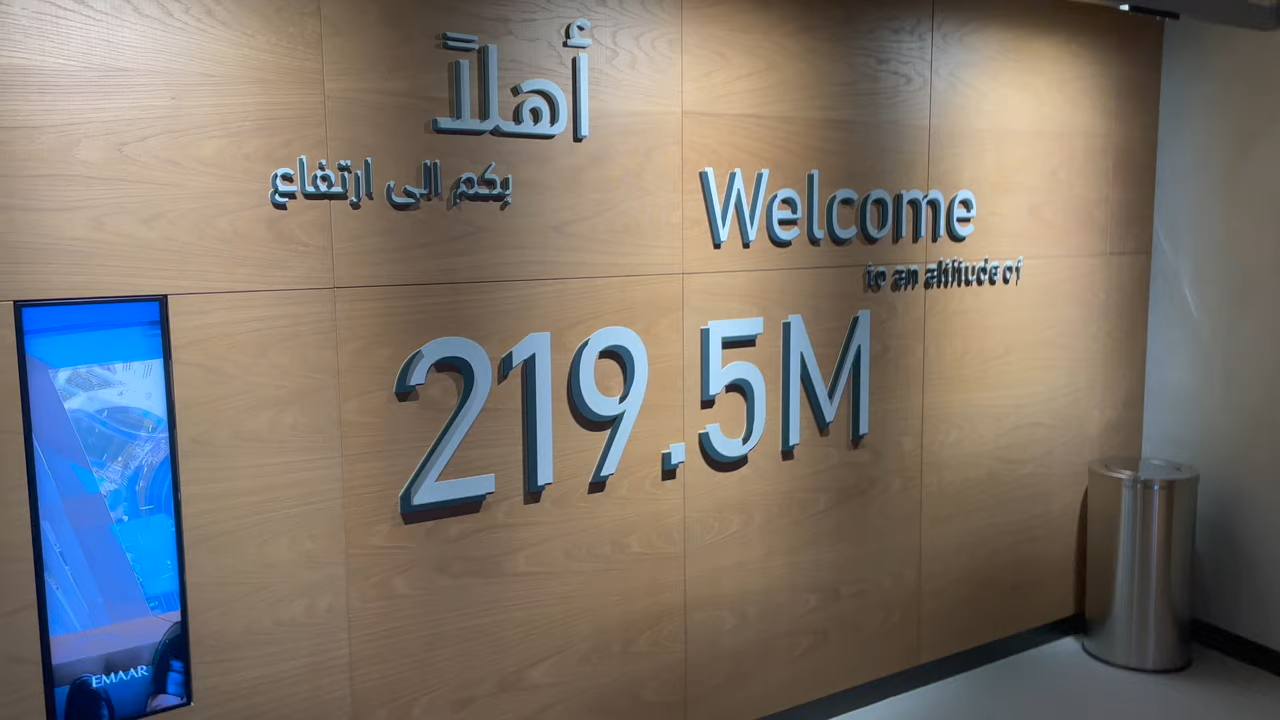 أهلاً
بكم الى ارتفاع
Welcome
to an altitude of
219.5M
EMAAR